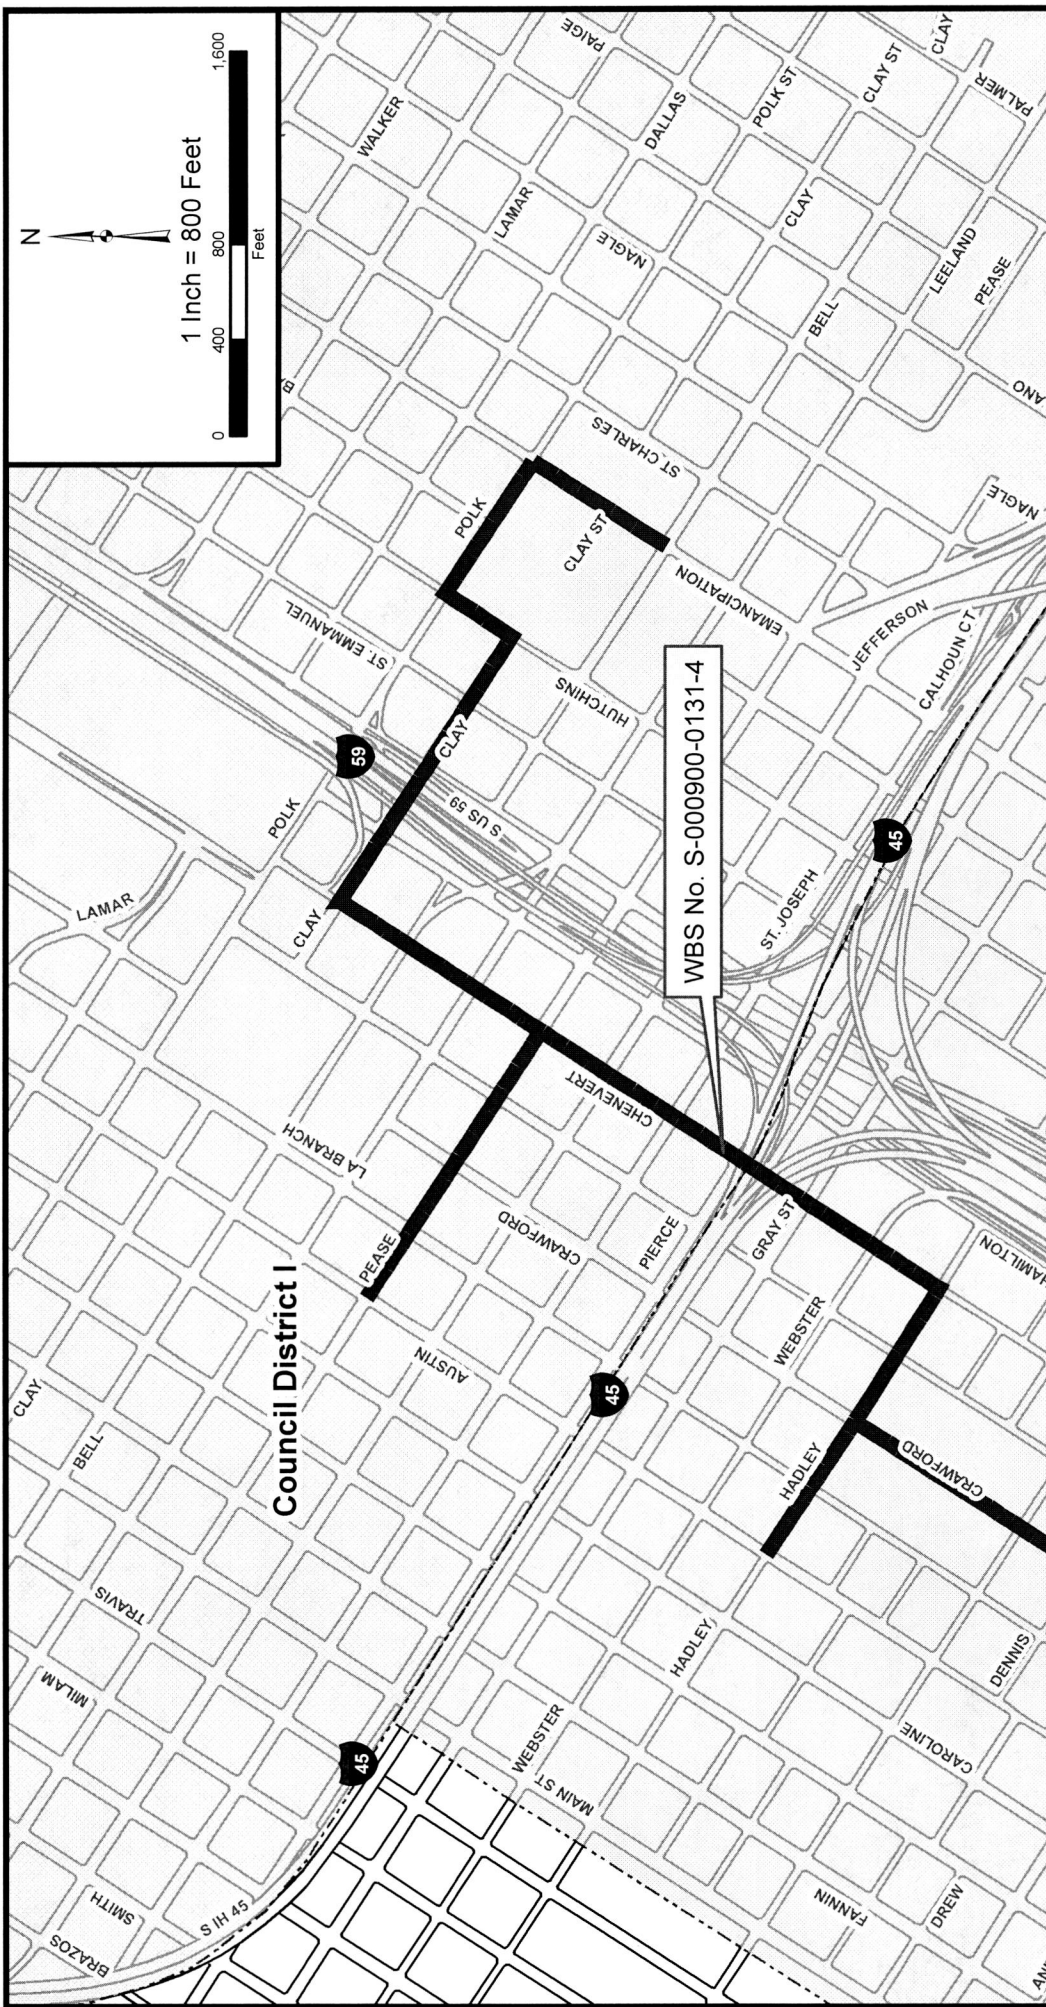 N
1 Inch = 800 Feet
0 400 800 1,600
Feet
WALKER
PAIGE
CLAY
CLAY ST
PALMER
POLK ST
DALLAS
LAMAR
NAGLE
CLAY
LEELAND
PEASE
BELL
ST CHARLES
NAGLE
POLK
CLAY ST
EMANCIPATION
JEFFERSON
CALHOUN CT
ST. EMMANUEL
HUTCHINS
59
CLAY
S US 59
POLK
LAMAR
CLAY
WBS No. S-000900-0131-4
ST. JOSEPH
45
CHENEVERT
LA BRANCH
CRAWFORD
PIERCE
GRAY ST
HAMILTON
PEASE
Council District I
AUSTIN
WEBSTER
45
CLAY
BELL
HADLEY
CRAWFORD
TRAVIS
MILAM
HADLEY
DENNIS
CAROLINE
45
WEBSTER
MAIN ST
SMITH
BRAZOS
S IH 45
FANNIN
DREW